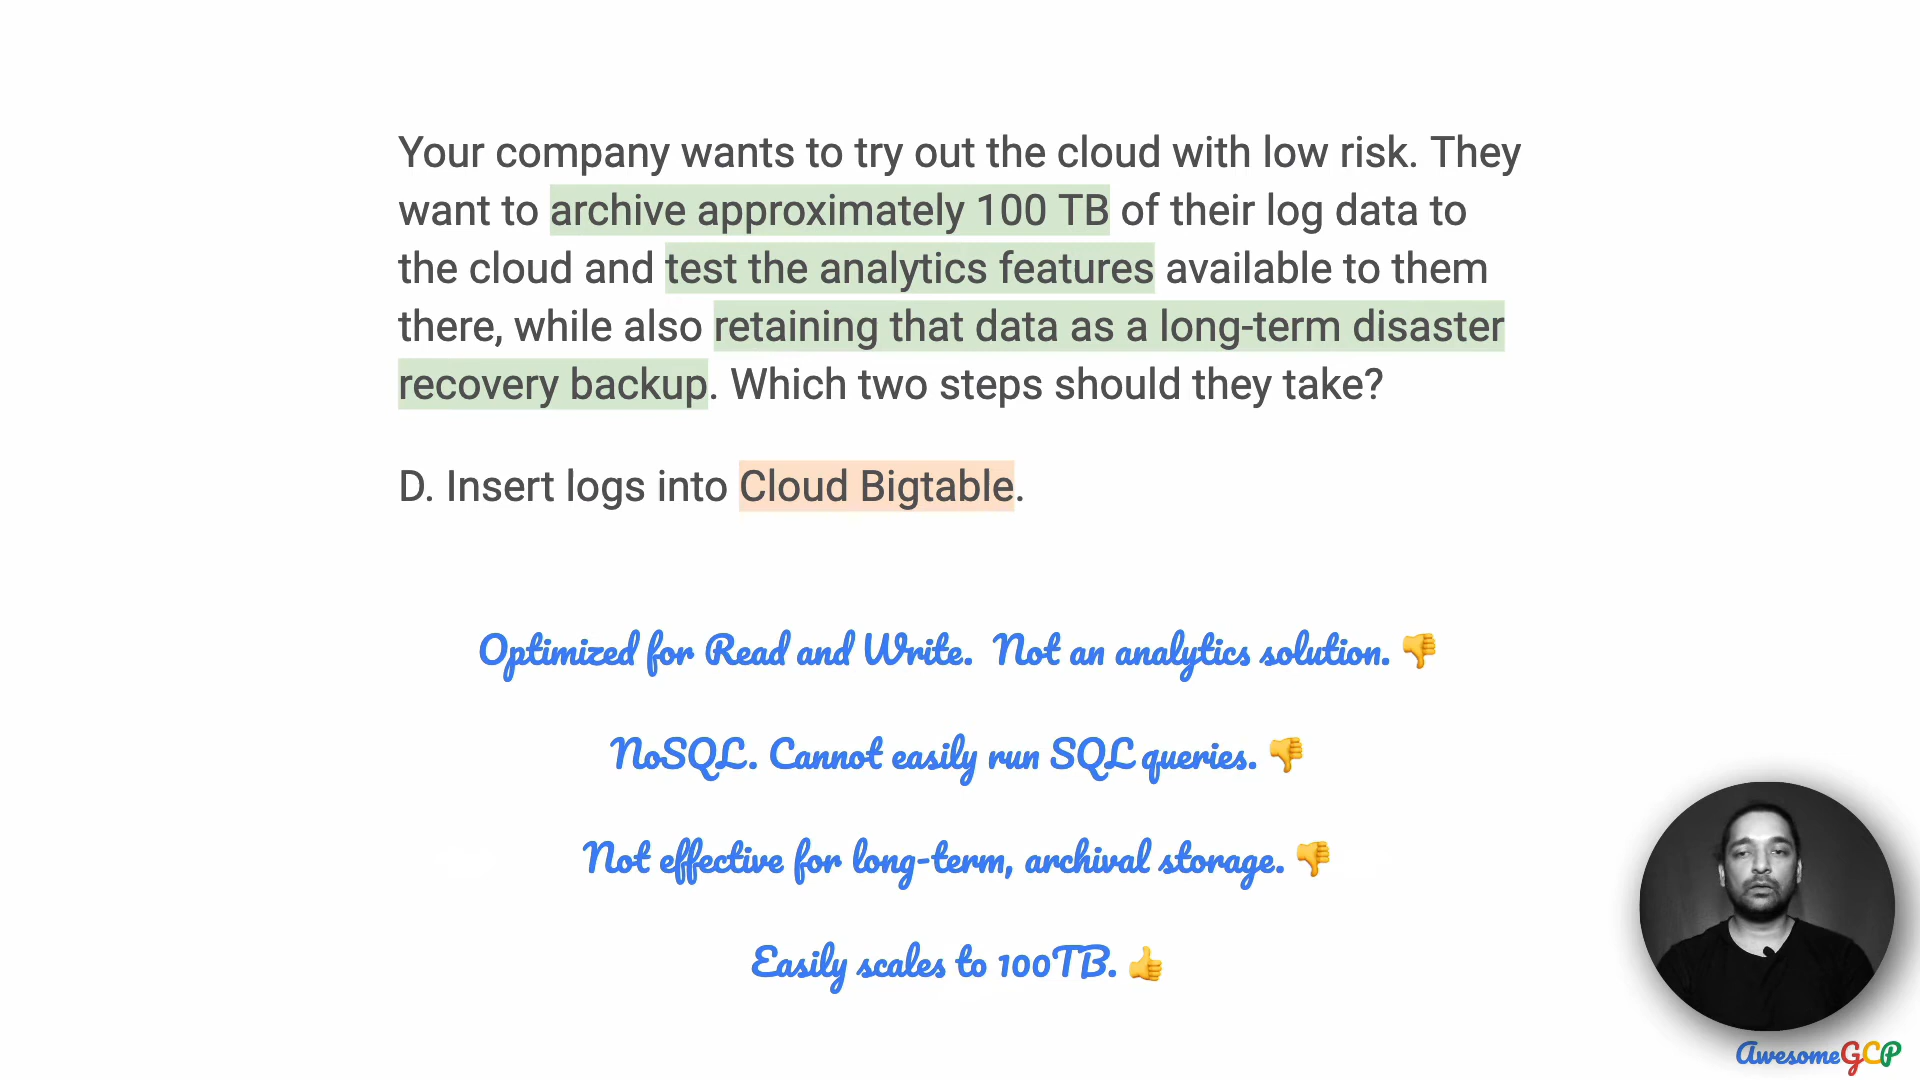 Your company wants to try out the cloud with low risk. They
want to archive approximately 100 TB of their log data to
the cloud and test the analytics features available to them
there, while also retaining that data as a long-term disaster
recovery backup. Which two steps should they take?
D. Insert logs into Cloud Bigtable.
Optimized for Read and Write. Not an analytics solution. 👎
NoSQL. Cannot easily run SQL queries. 👎
Not effective for long-term, archival storage. 👎
Easily scales to 100TB. 👍
AwesomeGCP